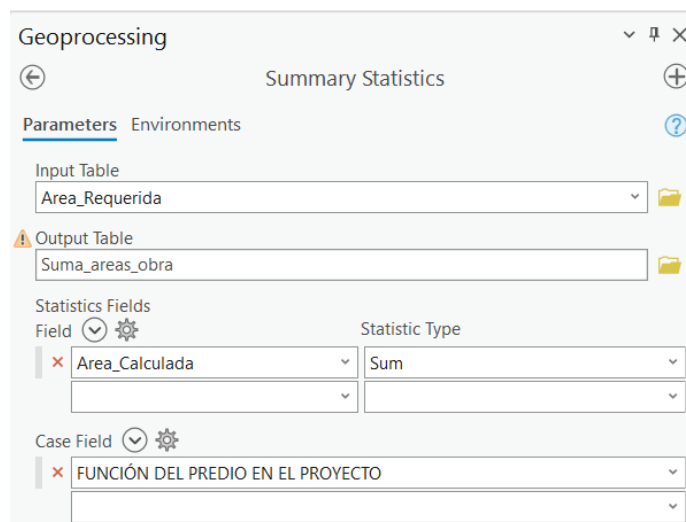 Geoprocessing
Summary Statistics
Parameters Environments
Input Table
Area_Requerida
Output Table
Suma_areas_obra
Statistics Fields
Field Statistic Type
Area_Calculada Sum
Case Field
FUNCIÓN DEL PREDIO EN EL PROYECTO